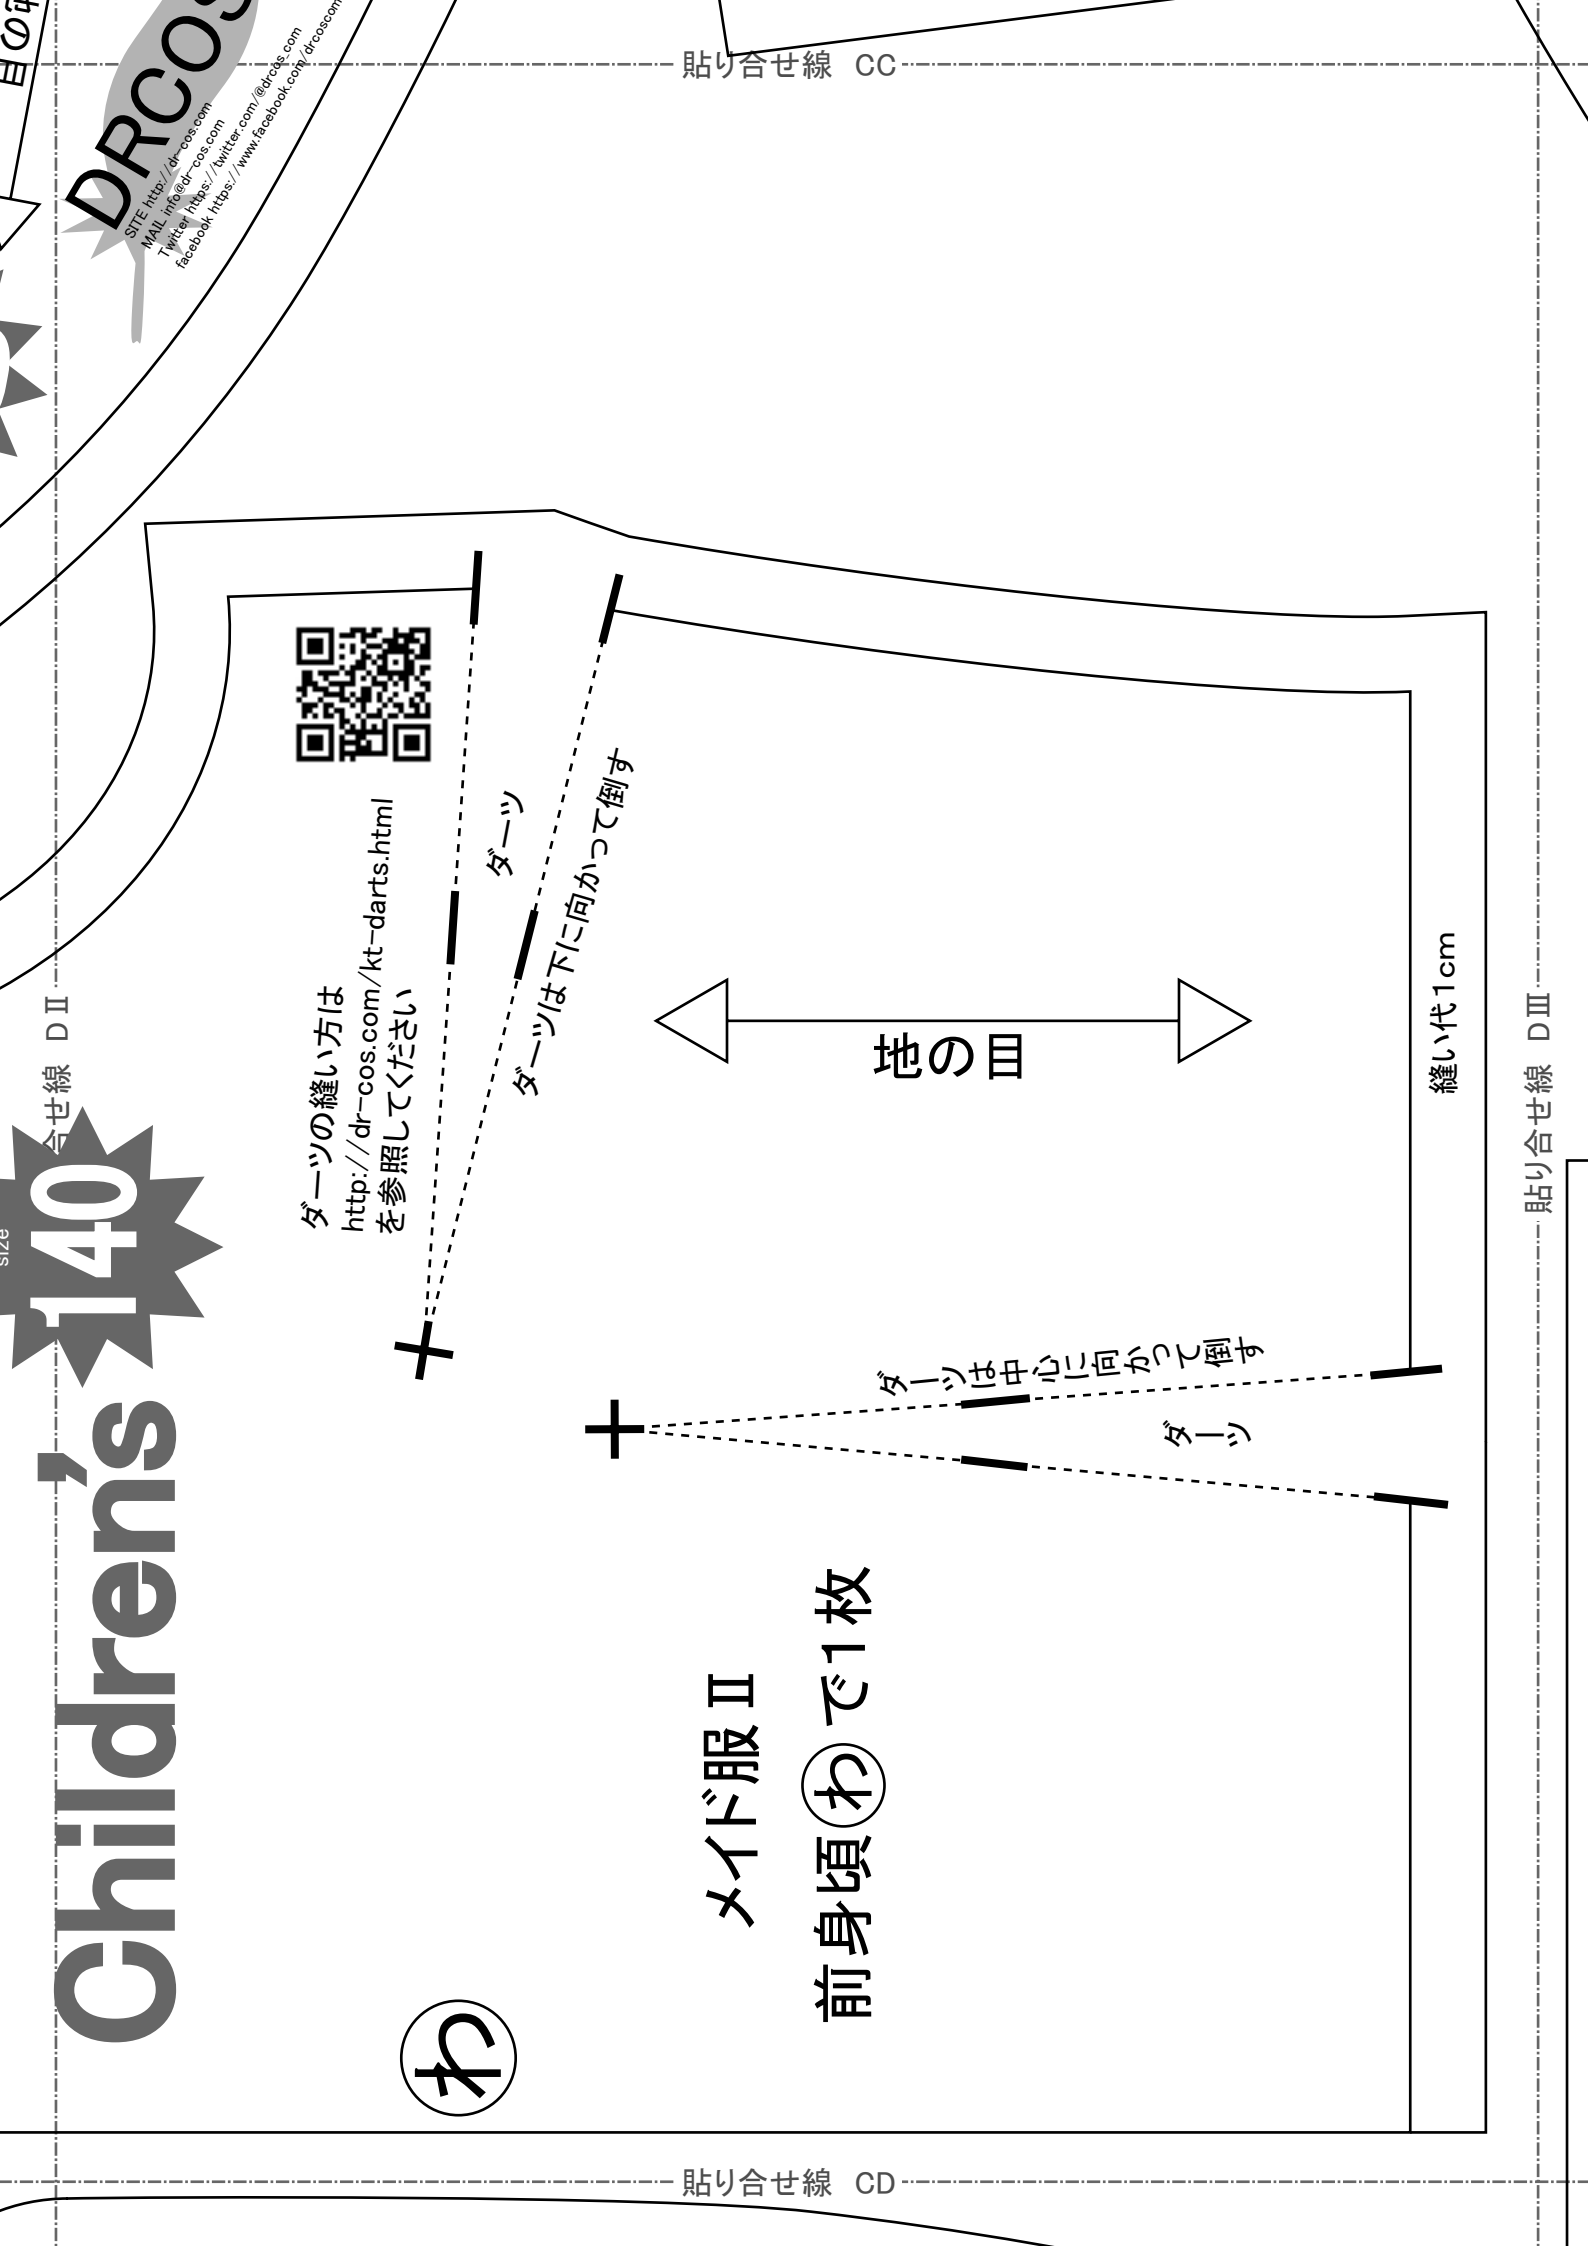 地の目
貼り合せ線 CC
DRCOS
SITE http://dr-cos.com
MAIL info@dr-cos.com
Twitter https://twitter.com/@drcos_com
facebook https://www.facebook.com/drcoscom
ダーツ
ダーツは下に向かって倒す
ダーツの縫い方は
http://dr-cos.com/kt-darts.html
を参照してください
地の目
縫い代1cm
合せ線 DⅡ
貼り合せ線 DⅢ
size
140
Children's
ダーツは中心に向かって倒す
ダーツ
メイド服Ⅱ
前身頃わで1枚
わ
貼り合せ線 CD